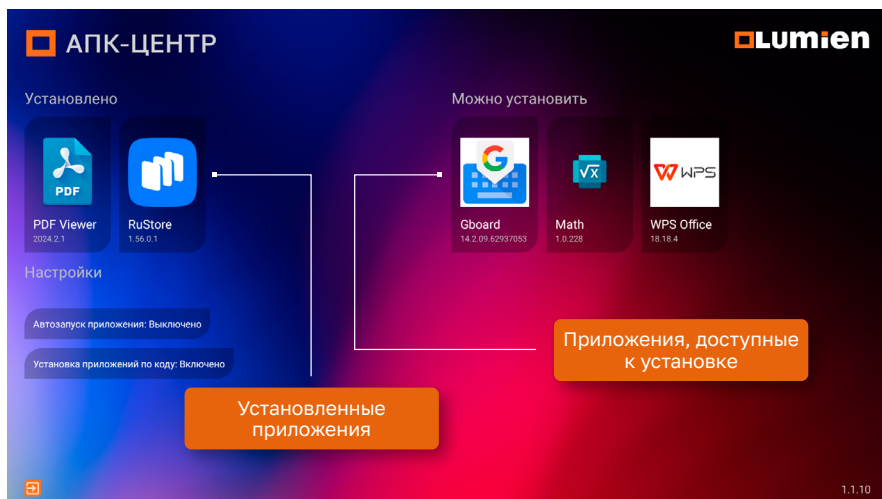 АПК-ЦЕНТР
Lumien
Установлено
Можно установить
PDF
G
√x
WPS
PDF Viewer
2024.2.1
RuStore
1.56.0.1
Gboard
14.2.09.62937053
Math
1.0.228
WPS Office
18.18.4
Настройки
Автозапуск приложения: Выключено
Установка приложений по коду: Включено
Приложения, доступные
к установке
Установленные
приложения
1.1.10